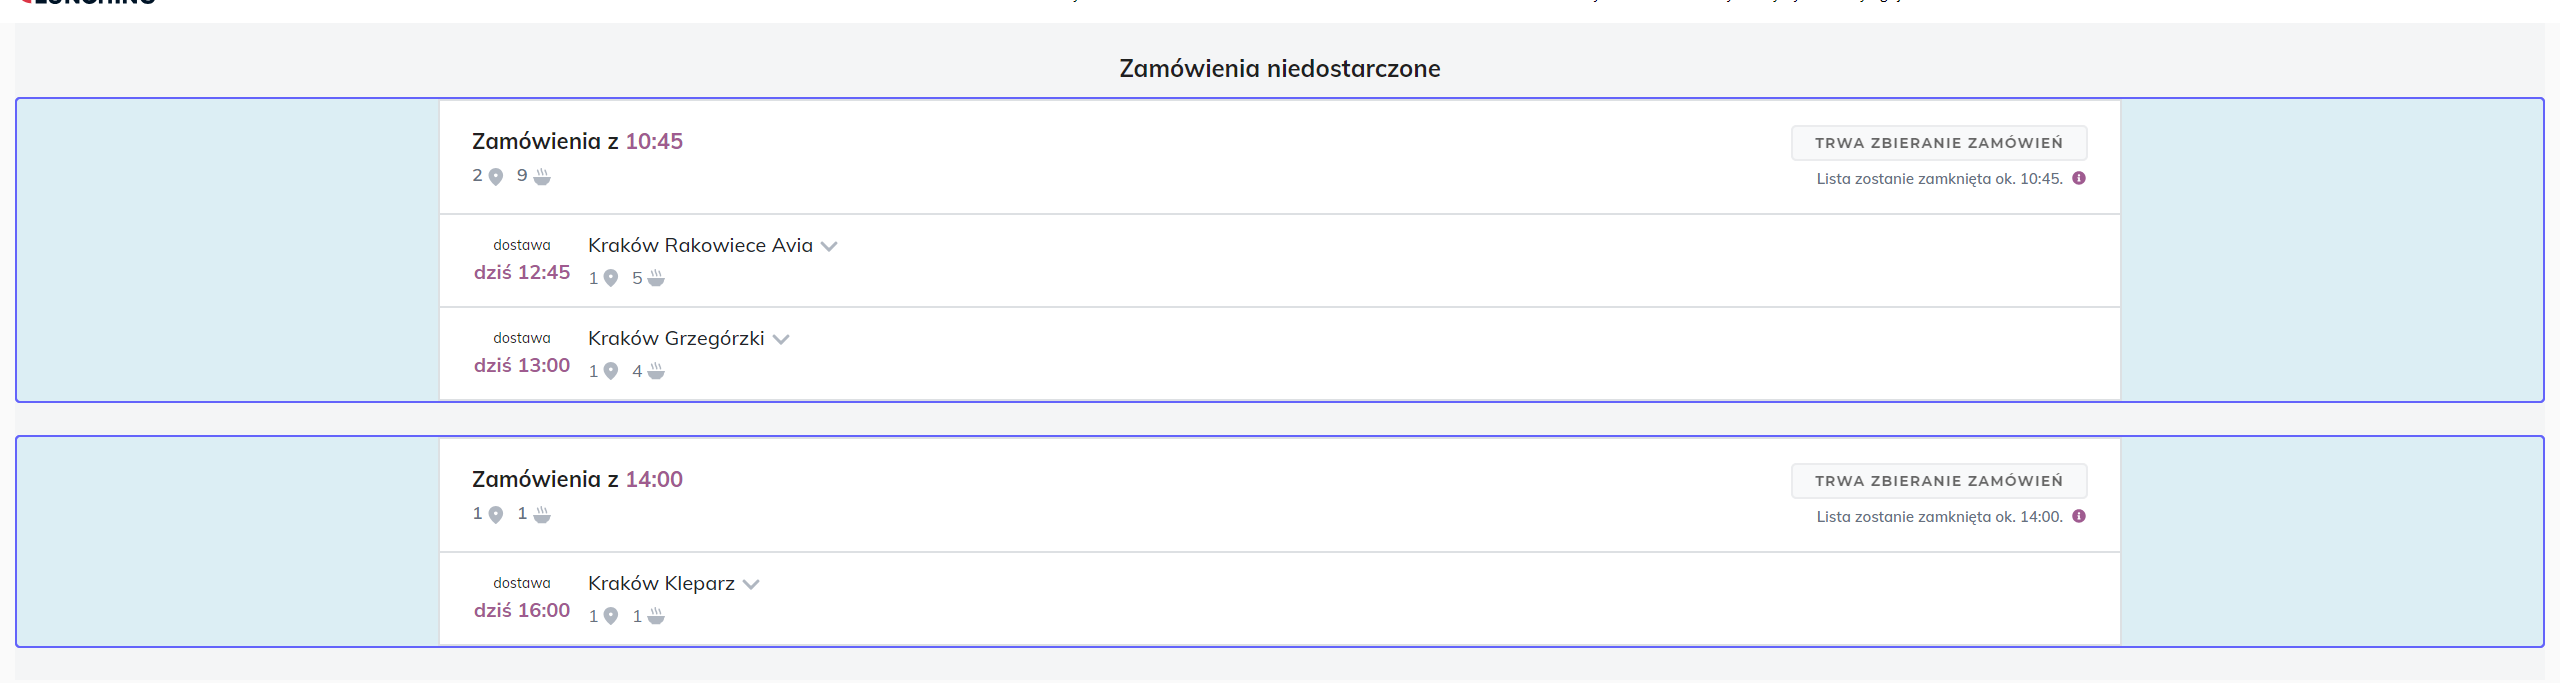 Zamówienia niedostarczone
Zamówienia z 10:45
2 9
TRWA ZBIERANIE ZAMÓWIEŃ
Lista zostanie zamknięta ok. 10:45.
dostawa
dziś 12:45
Kraków Rakowiece Avia
1 5
dostawa
dziś 13:00
Kraków Grzegórzki
1 4
Zamówienia z 14:00
1 1
TRWA ZBIERANIE ZAMÓWIEŃ
Lista zostanie zamknięta ok. 14:00.
dostawa
dziś 16:00
Kraków Kleparz
1 1